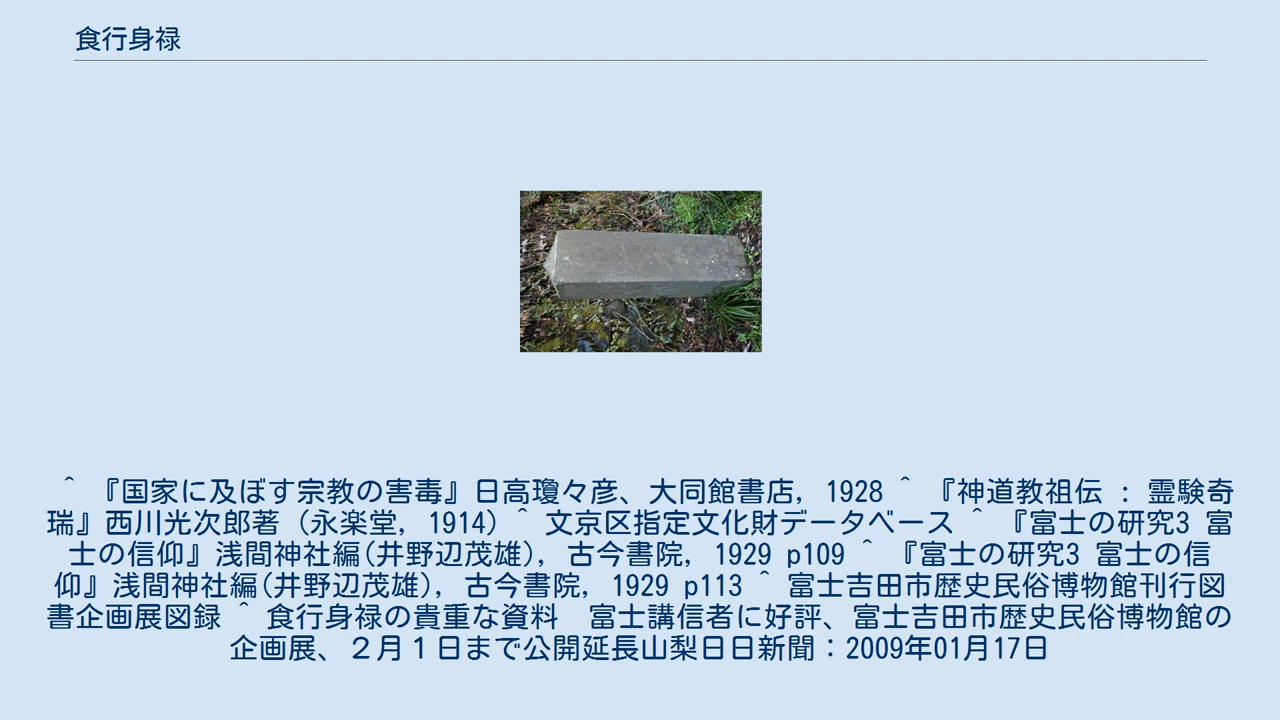 食行身禄
^ 『国家に及ぼす宗教の害毒』日高瓊々彦、大同館書店, 1928 ^ 『神道教祖伝 : 霊験奇
瑞』西川光次郎著 (永楽堂, 1914) ^ 文京区指定文化財データベース ^ 『富士の研究3 富
士の信仰』浅間神社編(井野辺茂雄), 古今書院, 1929 p109 ^ 『富士の研究3 富士の信
仰』浅間神社編(井野辺茂雄), 古今書院, 1929 p113 ^ 富士吉田市歴史民俗博物館刊行図
書企画展図録 ^ 食行身禄の貴重な資料　富士講信者に好評、富士吉田市歴史民俗博物館の
企画展、２月１日まで公開延長山梨日日新聞：2009年01月17日